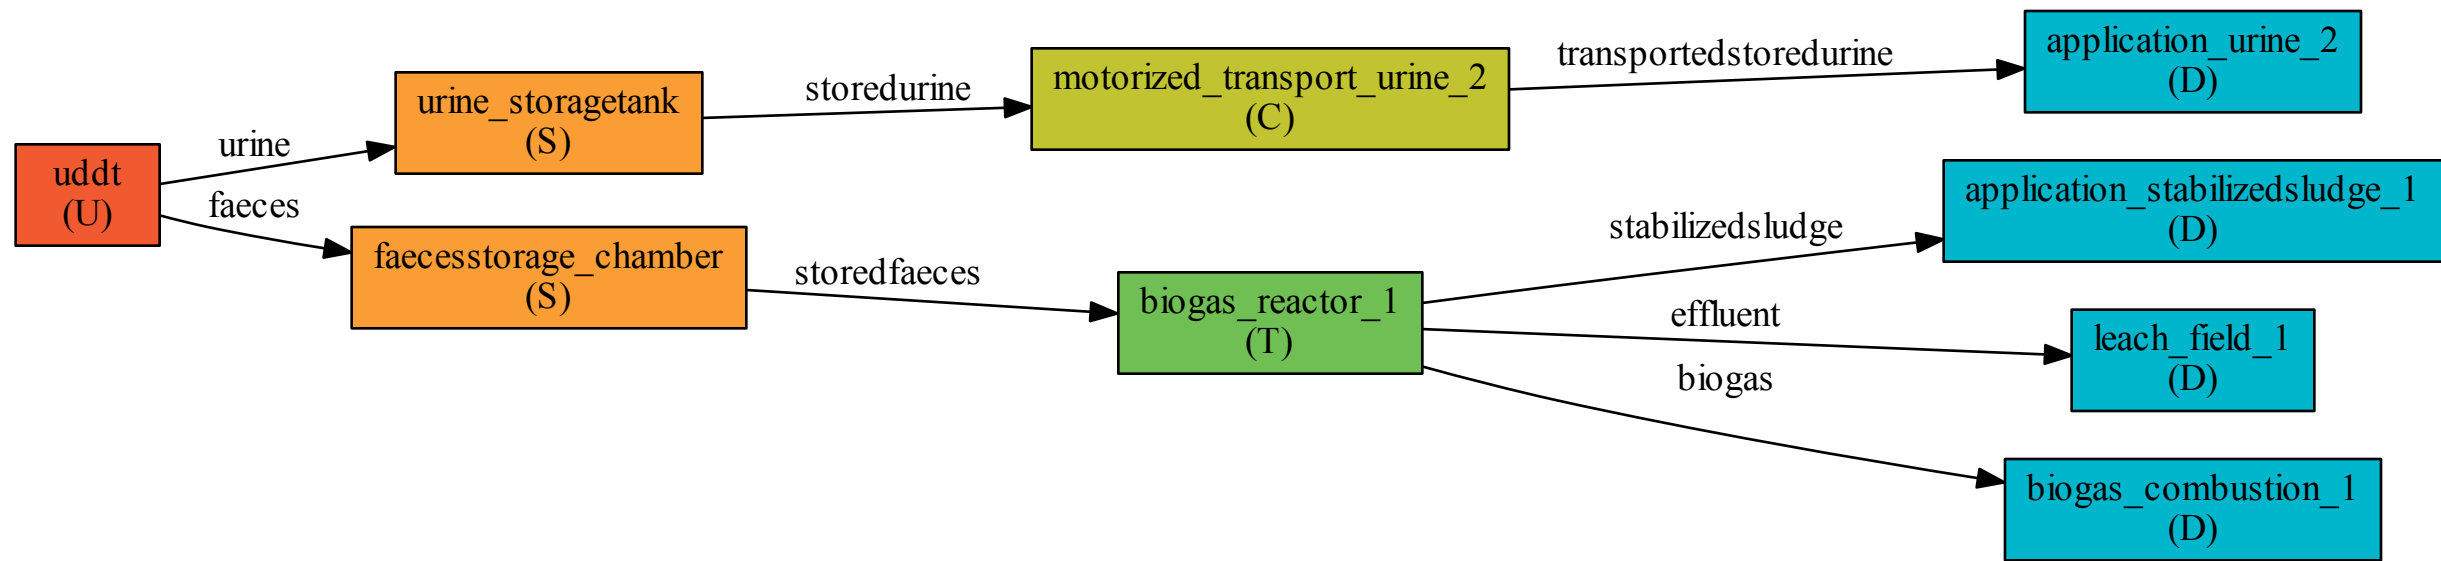 uddt
(U)
urine
faeces
urine_storagetank
(S)
faecesstorage_chamber
(S)
storedurine
storedfaeces
motorized_transport_urine_2
(C)
biogas_reactor_1
(T)
transportedstoredurine
stabilizedsludge
effluent
biogas
application_urine_2
(D)
application_stabilizedsludge_1
(D)
leach_field_1
(D)
biogas_combustion_1
(D)